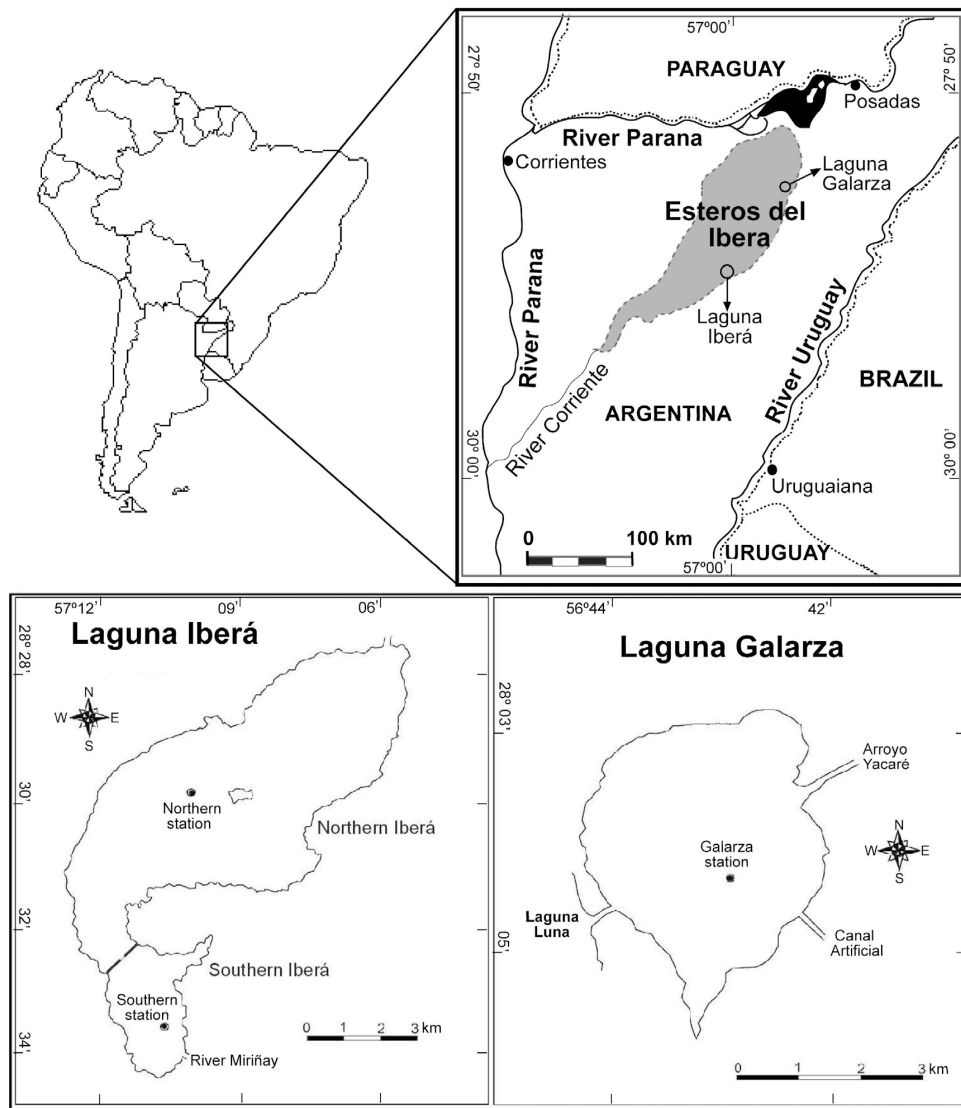 57º00'
PARAGUAY
27º 50'
27º 50'
Posadas
River Parana
Corrientes
Laguna
Galarza
Esteros del
Ibera
River Parana
Laguna
Iberá
River Uruguay
BRAZIL
River Corriente
ARGENTINA
30º 00'
30º 00'
Uruguaiana
0 100 km
URUGUAY
57º00'
57º12' 09' 06'
Laguna Iberá
28º 28'
N
W E
S
30'
Northern
station
Northern Iberá
32'
Southern Iberá
Southern
station
0 1 2 3 km
34'
River Miriñay
56º44' 42'
Laguna Galarza
28º 03'
Arroyo
Yacaré
N
W E
S
Galarza
station
Laguna
Luna
05'
Canal
Artificial
0 1 2 3 km